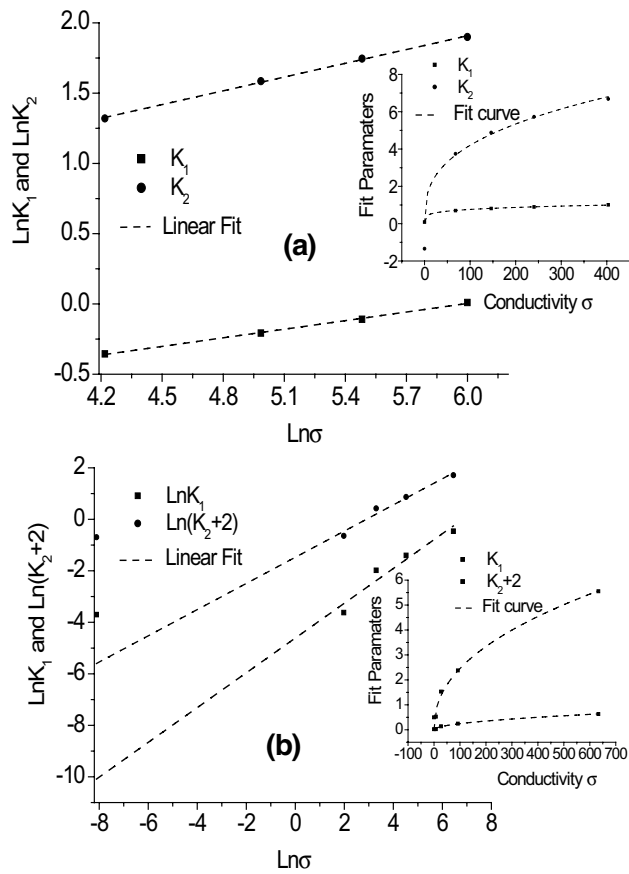 2.0
1.5
1.0
0.5
0.0
-0.5
LnK1 and LnK2
K1
K2
Linear Fit
(a)
4.2 4.5 4.8 5.1 5.4 5.7 6.0
Lnσ
8
6
4
2
0
-2
Fit Paramaters
K1
K2
Fit curve
0 100 200 300 400
Conductivity σ
2
0
-2
-4
-6
-8
-10
LnK1 and Ln(K2+2)
LnK1
Ln(K2+2)
Linear Fit
(b)
-8 -6 -4 -2 0 2 4 6 8
Lnσ
6
5
4
3
2
1
0
Fit Paramaters
K1
K2+2
Fit curve
-100 0 100 200 300 400 500 600 700
Conductivity σ